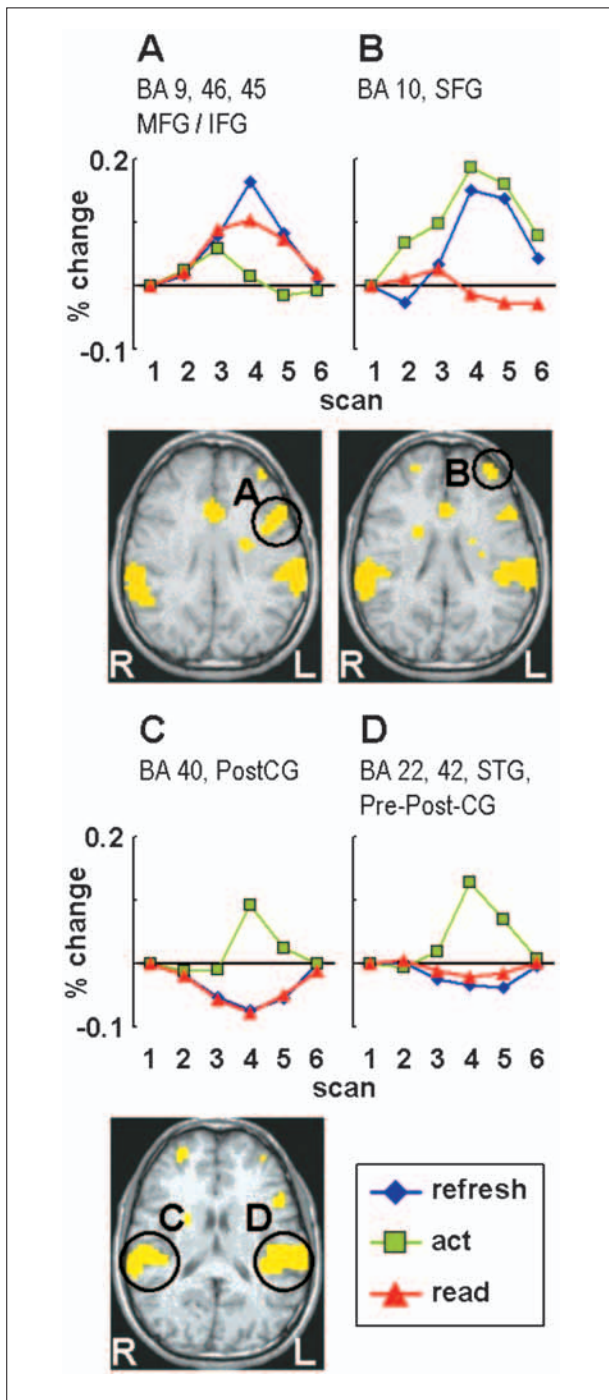 A
BA 9, 46, 45
MFG / IFG
B
BA 10, SFG
0.2
% change
-0.1
1 2 3 4 5 6 1 2 3 4 5 6
scan
A
R L
B
R L
C
BA 40, PostCG
D
BA 22, 42, STG,
Pre-Post-CG
0.2
% change
-0.1
1 2 3 4 5 6 1 2 3 4 5 6
scan
C D
R L
refresh
act
read